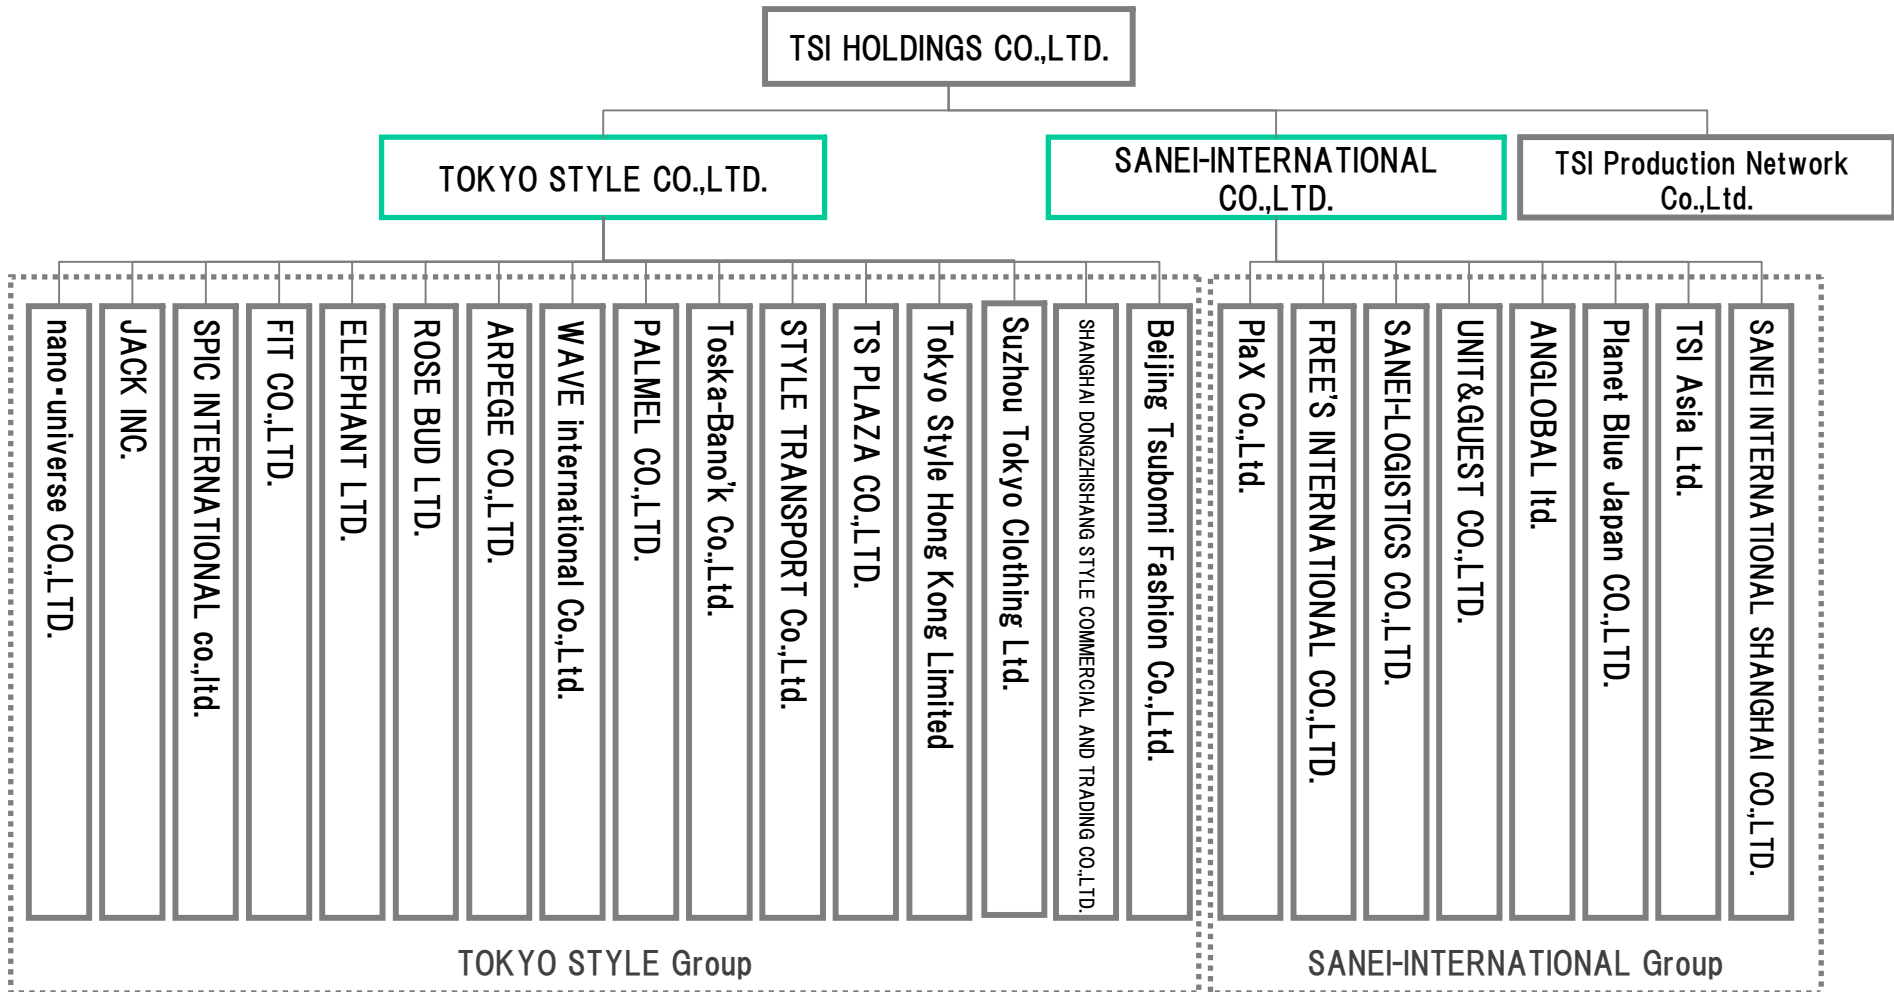 TSI HOLDINGS CO.,LTD.
TOKYO STYLE CO.,LTD.
SANEI-INTERNATIONAL
CO.,LTD.
TSI Production Network
Co.,Ltd.
nano・universe CO.,LTD.
JACK INC.
SPIC INTERNATIONAL co.,ltd.
FIT CO.,LTD.
ELEPHANT LTD.
ROSE BUD LTD.
ARPEGE CO.,LTD.
WAVE international Co.,Ltd.
PALMEL CO.,LTD.
Toska-Bano'k Co.,Ltd.
STYLE TRANSPORT Co.,Ltd.
TS PLAZA CO.,LTD.
Tokyo Style Hong Kong Limited
Suzhou Tokyo Clothing Ltd.
SHANGHAI DONGZHISHANG STYLE COMMERCIAL AND TRADING CO.,LTD.
Beijing Tsubomi Fashion Co.,Ltd.
PlaX Co.,Ltd.
FREE'S INTERNATIONAL CO.,LTD.
SANEI-LOGISTICS CO.,LTD.
UNIT&GUEST CO.,LTD.
ANGLOBAL ltd.
Planet Blue Japan CO.,LTD.
TSI Asia Ltd.
SANEI INTERNATIONAL SHANGHAI CO.,LTD.
TOKYO STYLE Group
SANEI-INTERNATIONAL Group